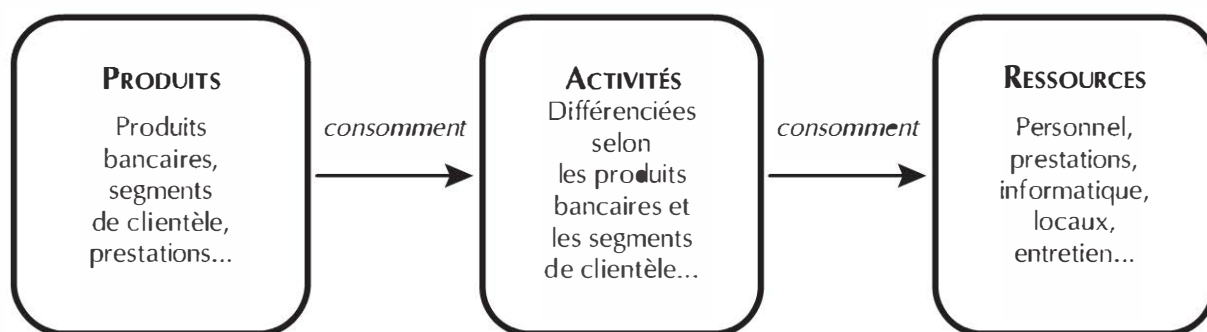 PRODUITS
Produits
bancaires,
segments
de clientèle,
prestations...
consomment
ACTIVITÉS
Différenciées
selon
les produits
bancaires et
les segments
de clientèle...
consomment
RESSOURCES
Personnel,
prestations,
informatique,
locaux,
entretien...